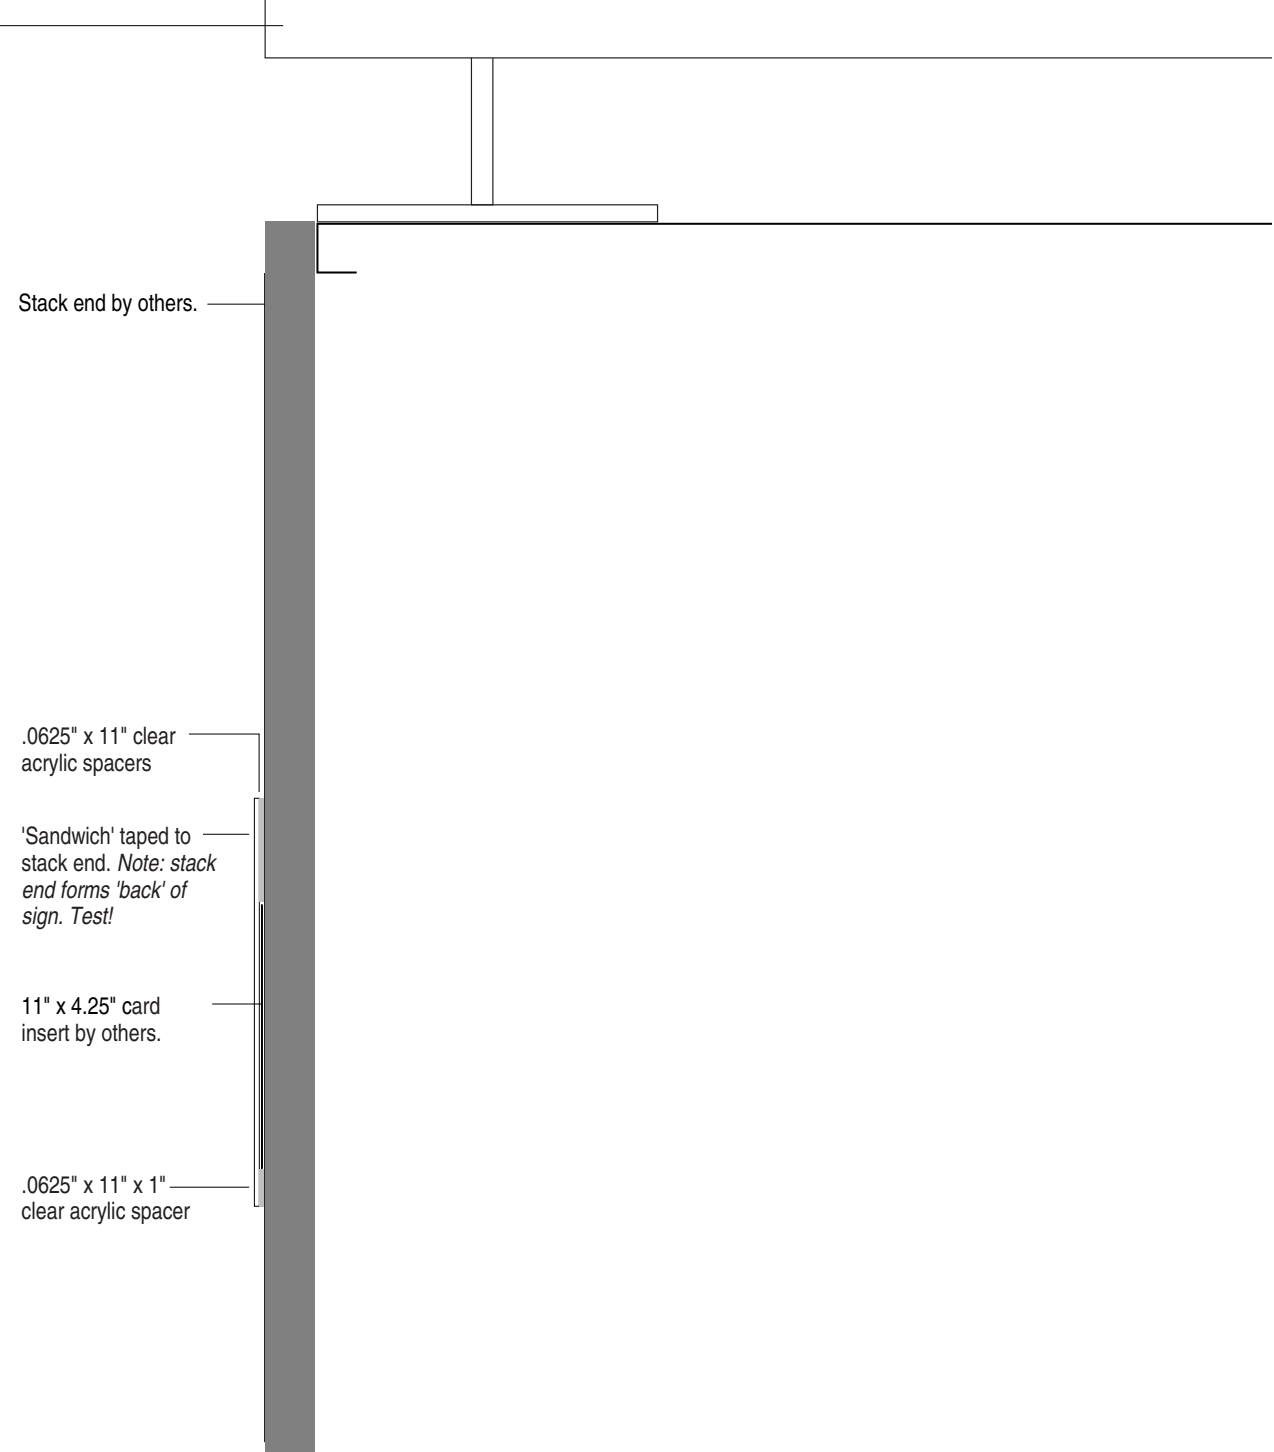 Stack end by others.
.0625" x 11" clear
acrylic spacers
'Sandwich' taped to
stack end. Note: stack
end forms 'back' of
sign. Test!
11" x 4.25" card
insert by others.
.0625" x 11" x 1"
clear acrylic spacer